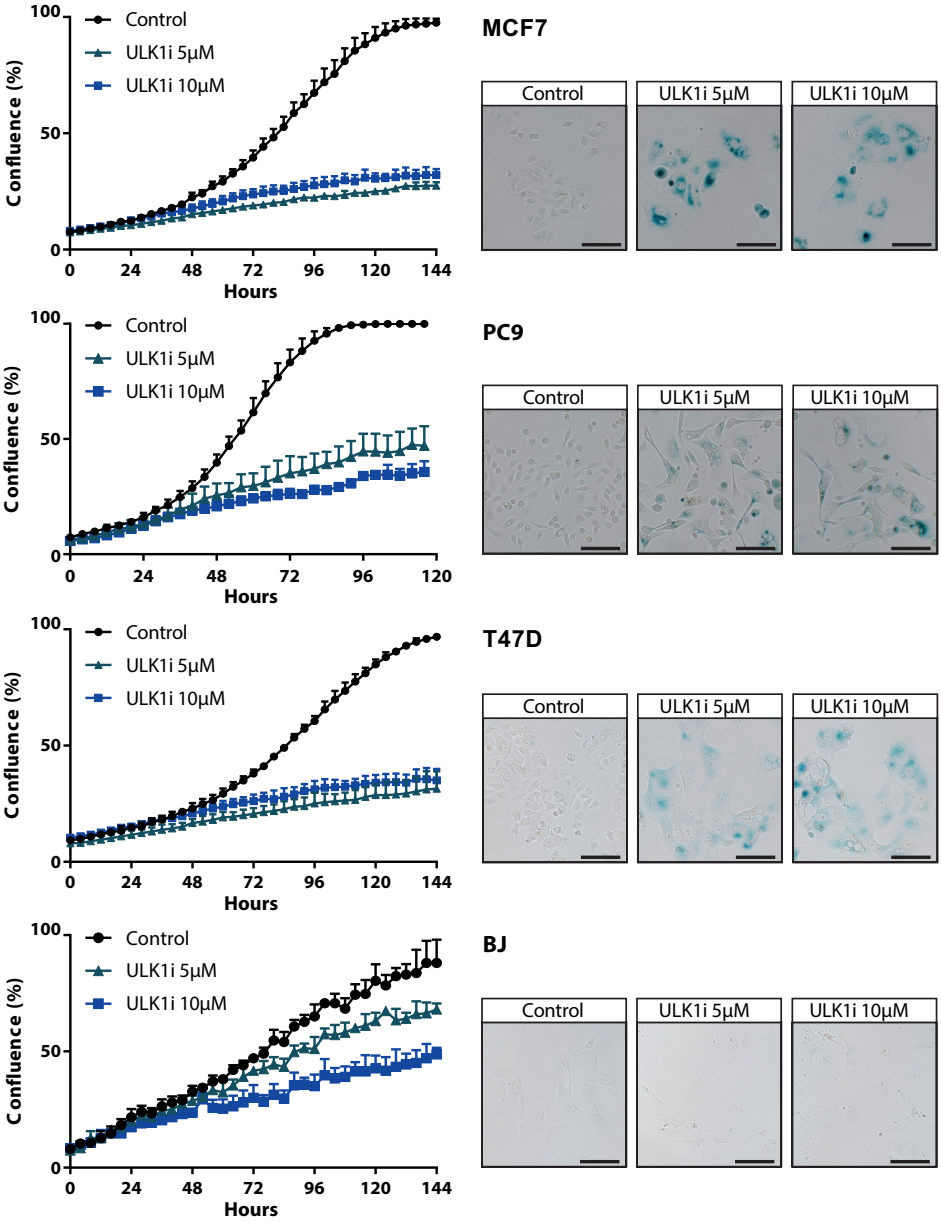 100
Control
ULK1i 5µM
ULK1i 10µM
50
0
Confluence (%)
0 24 48 72 96 120 144
Hours
MCF7
Control ULK1i 5µM ULK1i 10µM
100
Control
ULK1i 5µM
ULK1i 10µM
50
0
Confluence (%)
0 24 48 72 96 120
Hours
PC9
Control ULK1i 5µM ULK1i 10µM
100
Control
ULK1i 5µM
ULK1i 10µM
50
0
Confluence (%)
0 24 48 72 96 120 144
Hours
T47D
Control ULK1i 5µM ULK1i 10µM
100
Control
ULK1i 5µM
ULK1i 10µM
50
0
Confluence (%)
0 24 48 72 96 120 144
Hours
BJ
Control ULK1i 5µM ULK1i 10µM